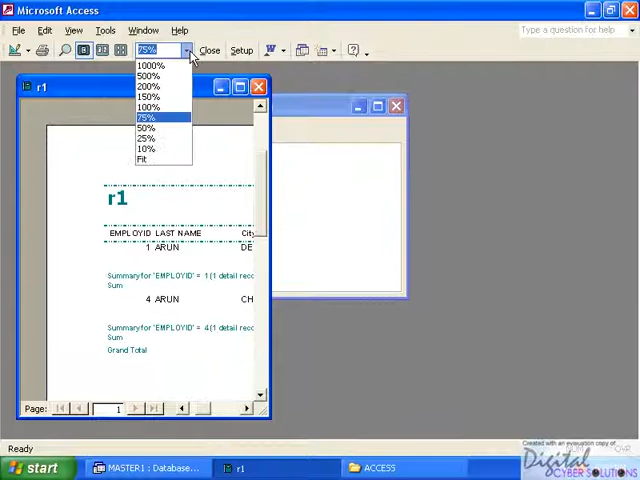 Microsoft Access
File Edit View Tools Window Help
Type a question for help
75% Close Setup
1000%
500%
200%
150%
100%
75%
50%
25%
10%
Fit
r1
r1
EMPLOYID LAST NAME City
1 ARUN DE
Summary for 'EMPLOYID' = 1 (1 detail reco
Sum
4 ARUN CH
Summary for 'EMPLOYID' = 4 (1 detail reco
Sum
Grand Total
Page: 1
Ready
NUM
Created with an evaluation copy of
Digital
CYBER SOLUTIONS
start MASTER1 : Database... r1 ACCESS